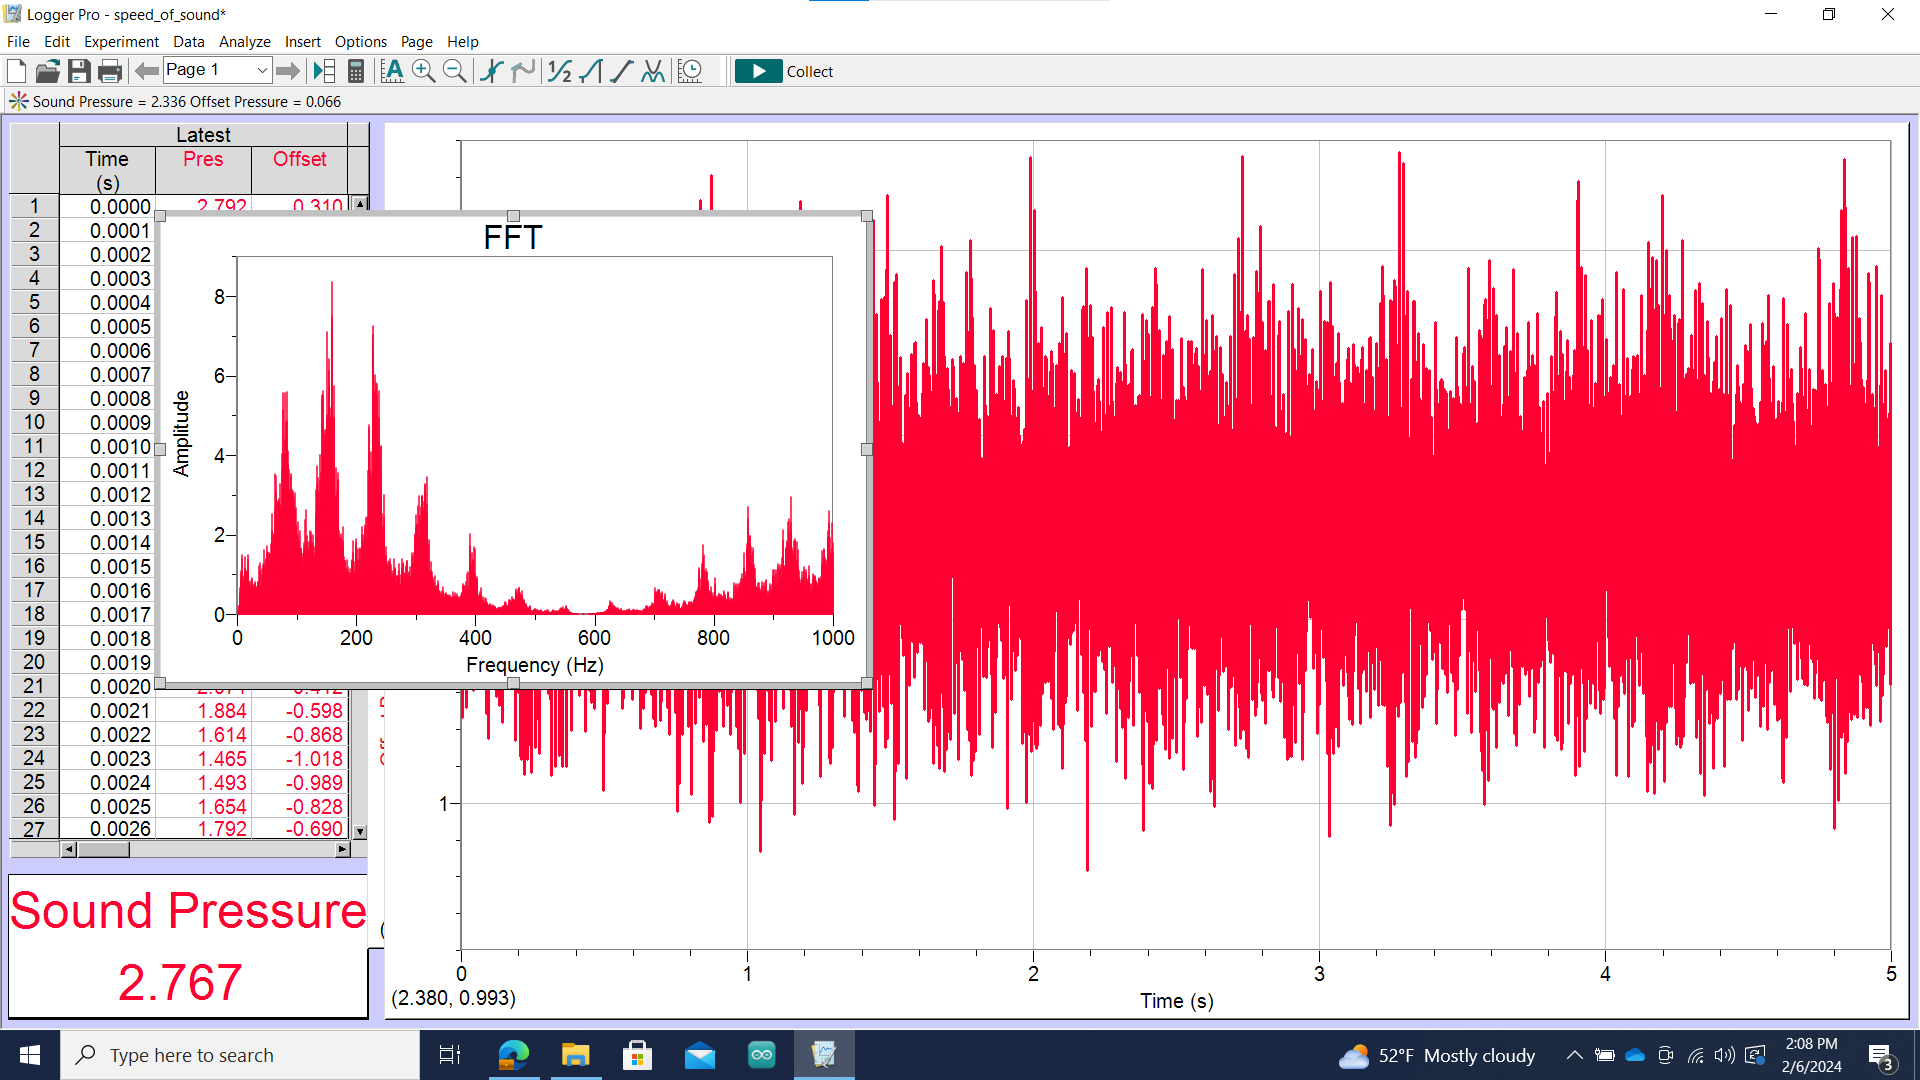 Logger Pro - speed_of_sound*
File Edit Experiment Data Analyze Insert Options Page Help
Page 1
Collect
Sound Pressure = 2.336 Offset Pressure = 0.066
Latest
Time Pres Offset
(s)
1 0.0000 2.792 0.310
2 0.0001
3 0.0002
4 0.0003
5 0.0004
6 0.0005
7 0.0006
8 0.0007
9 0.0008
10 0.0009
11 0.0010
12 0.0011
13 0.0012
14 0.0013
15 0.0014
16 0.0015
17 0.0016
18 0.0017
19 0.0018
20 0.0019
21 0.0020
22 0.0021 1.884 -0.598
23 0.0022 1.614 -0.868
24 0.0023 1.465 -1.018
25 0.0024 1.493 -0.989
26 0.0025 1.654 -0.828
27 0.0026 1.792 -0.690
FFT
Amplitude
8
6
4
2
0
0 200 400 600 800 1000
Frequency (Hz)
1
0 1 2 3 4 5
(2.380, 0.993)
Time (s)
Sound Pressure
2.767
Type here to search
52°F Mostly cloudy
2:08 PM
2/6/2024
3